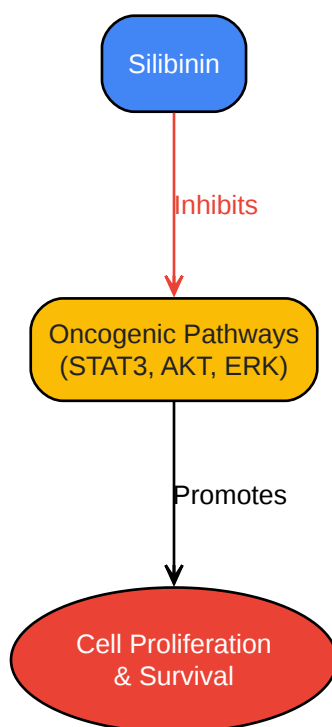 Silibinin
Inhibits
Oncogenic Pathways
(STAT3, AKT, ERK)
Promotes
Cell Proliferation
& Survival